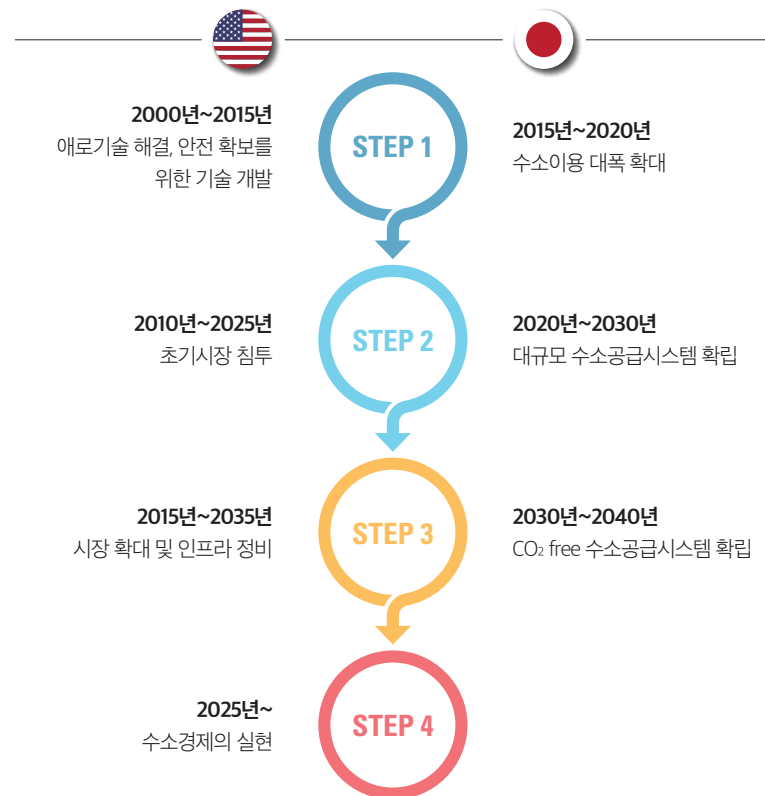 2000년~2015년
애로기술 해결, 안전 확보를
위한 기술 개발
STEP 1
2015년~2020년
수소이용 대폭 확대
2010년~2025년
초기시장 침투
STEP 2
2020년~2030년
대규모 수소공급시스템 확립
2015년~2035년
시장 확대 및 인프라 정비
STEP 3
2030년~2040년
CO₂ free 수소공급시스템 확립
2025년~
수소경제의 실현
STEP 4